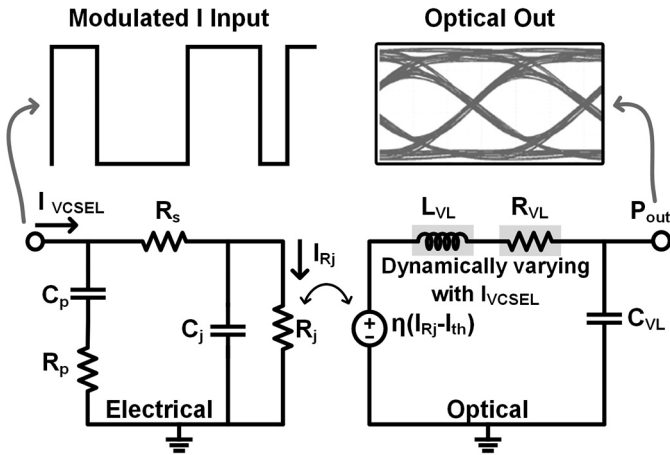 Modulated I Input
Optical Out
I VCSEL
Rs
LVL
RVL
Pout
IRj
Dynamically varying
with IVCSEL
Cp
Cj
Rj
+
−
η(IRj-Ith)
CVL
Rp
Electrical
Optical